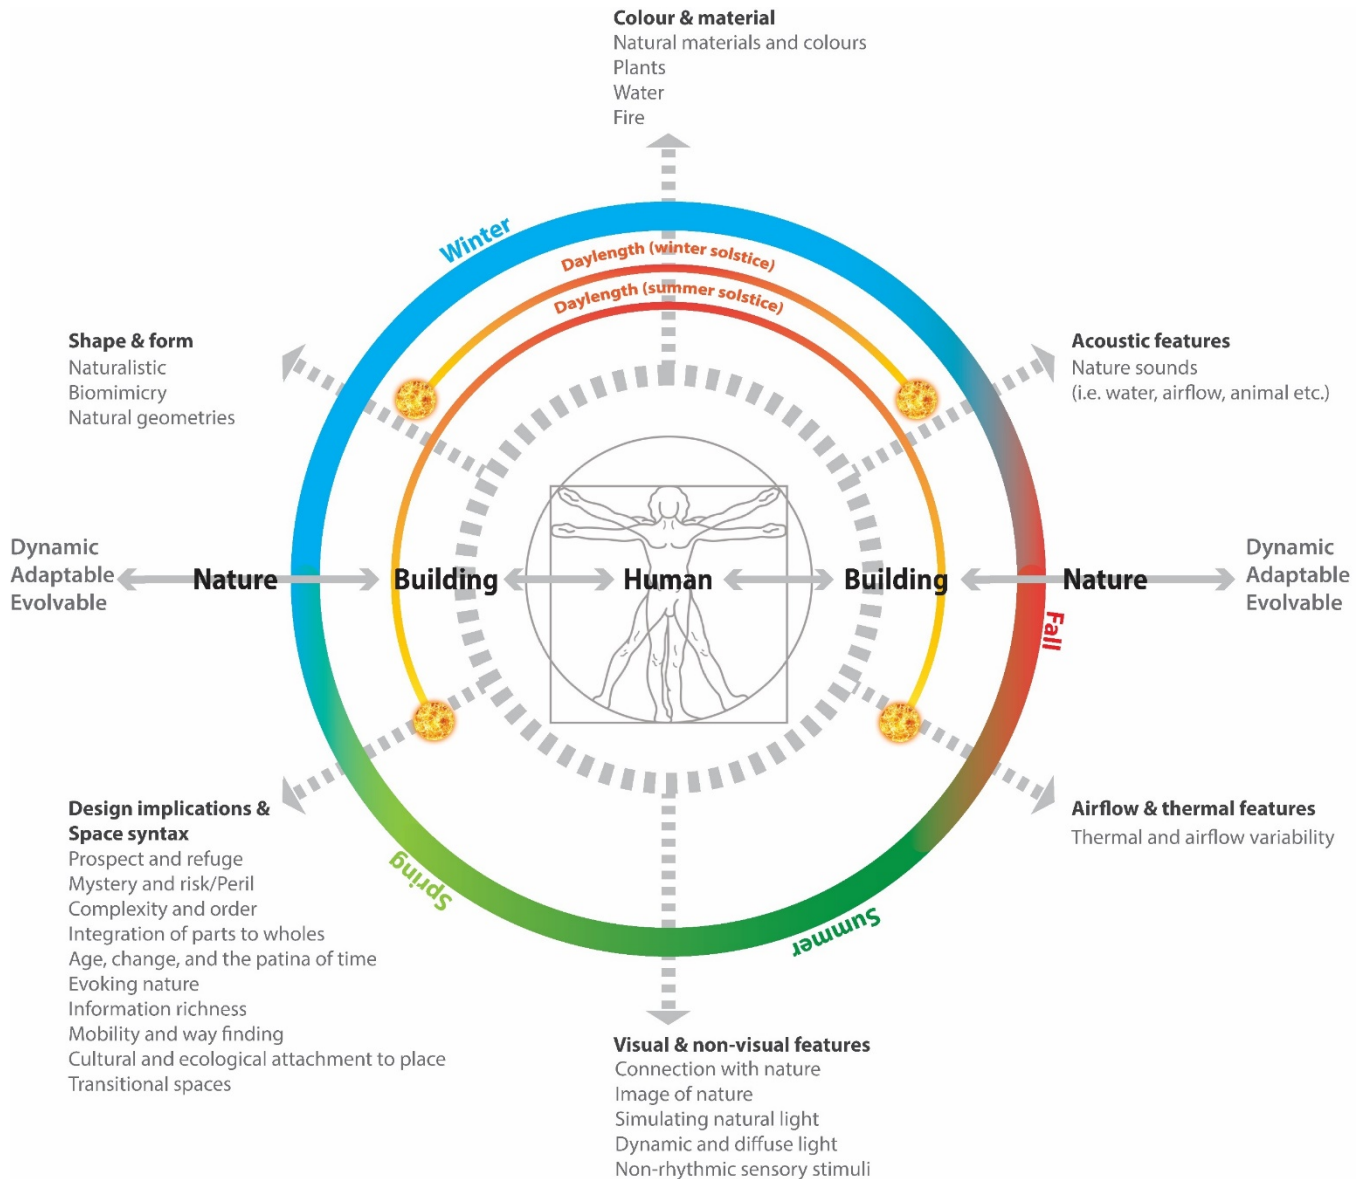 Colour & material
Natural materials and colours
Plants
Water
Fire
Winter
Daylength (winter solstice)
Daylength (summer solstice)
Shape & form
Naturalistic
Biomimicry
Natural geometries
Acoustic features
Nature sounds
(i.e. water, airflow, animal etc.)
Dynamic
Adaptable
Evolvable
Nature
Building
Human
Building
Nature
Dynamic
Adaptable
Evolvable
Fall
Design implications &
Space syntax
Prospect and refuge
Mystery and risk/Peril
Complexity and order
Integration of parts to wholes
Age, change, and the patina of time
Evoking nature
Information richness
Mobility and way finding
Cultural and ecological attachment to place
Transitional spaces
Spring
Summer
Airflow & thermal features
Thermal and airflow variability
Visual & non-visual features
Connection with nature
Image of nature
Simulating natural light
Dynamic and diffuse light
Non-rhythmic sensory stimuli